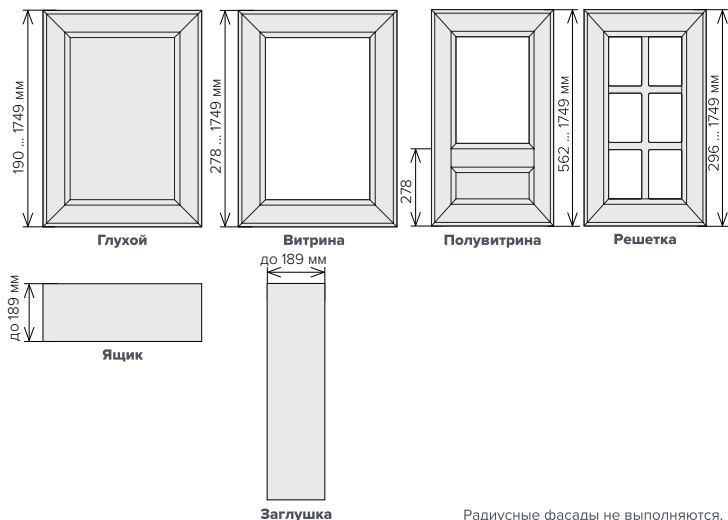 190 ... 1749 мм
278 ... 1749 мм
278
562 ... 1749 мм
296 ... 1749 мм
Глухой
Витрина
Полувитрина
Решетка
до 189 мм
до 189 мм
Ящик
Заглушка
Радиусные фасады не выполняются.